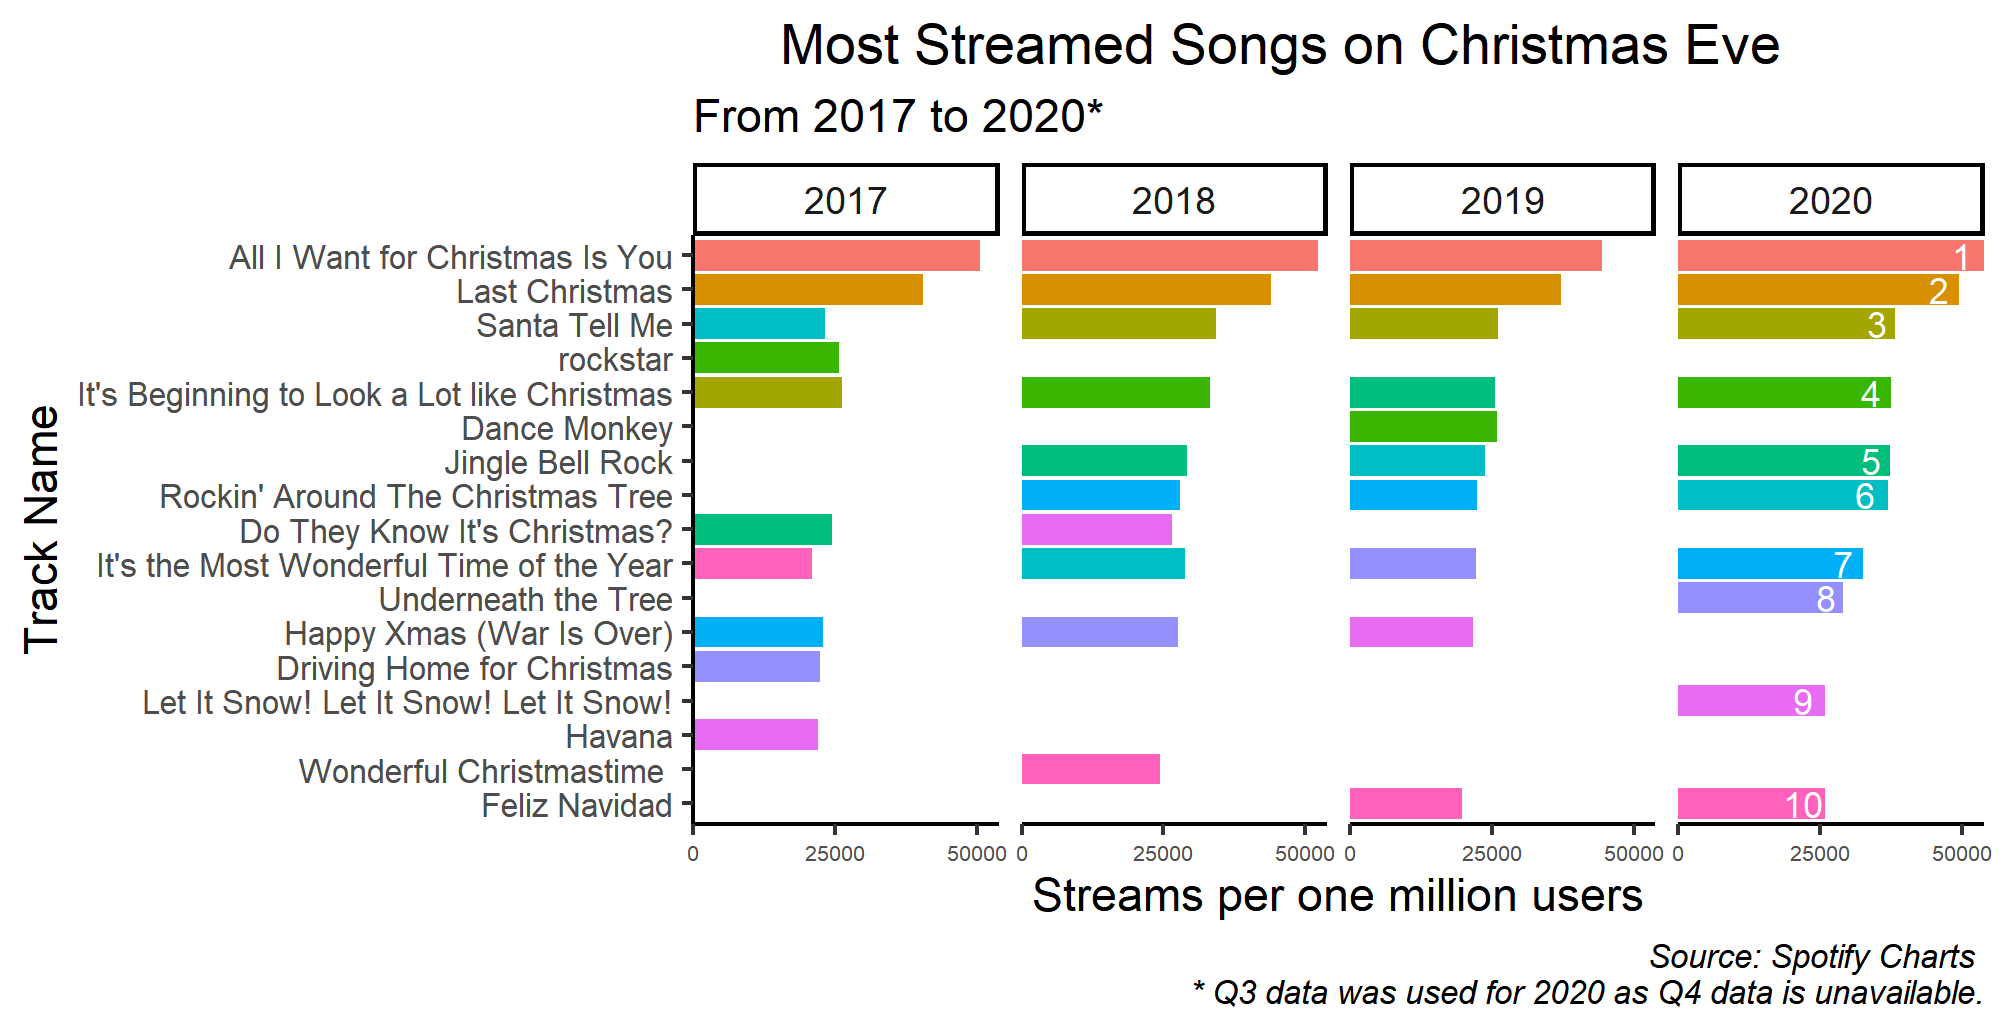 Most Streamed Songs on Christmas Eve
From 2017 to 2020*
2017 2018 2019 2020
Track Name
All I Want for Christmas Is You 1
Last Christmas 2
Santa Tell Me 3
rockstar
It's Beginning to Look a Lot like Christmas 4
Dance Monkey
Jingle Bell Rock 5
Rockin' Around The Christmas Tree 6
Do They Know It's Christmas?
It's the Most Wonderful Time of the Year 7
Underneath the Tree 8
Happy Xmas (War Is Over)
Driving Home for Christmas
Let It Snow! Let It Snow! Let It Snow! 9
Havana
Wonderful Christmastime
Feliz Navidad 10
0 25000 50000 0 25000 50000 0 25000 50000 0 25000 50000
Streams per one million users
Source: Spotify Charts
* Q3 data was used for 2020 as Q4 data is unavailable.